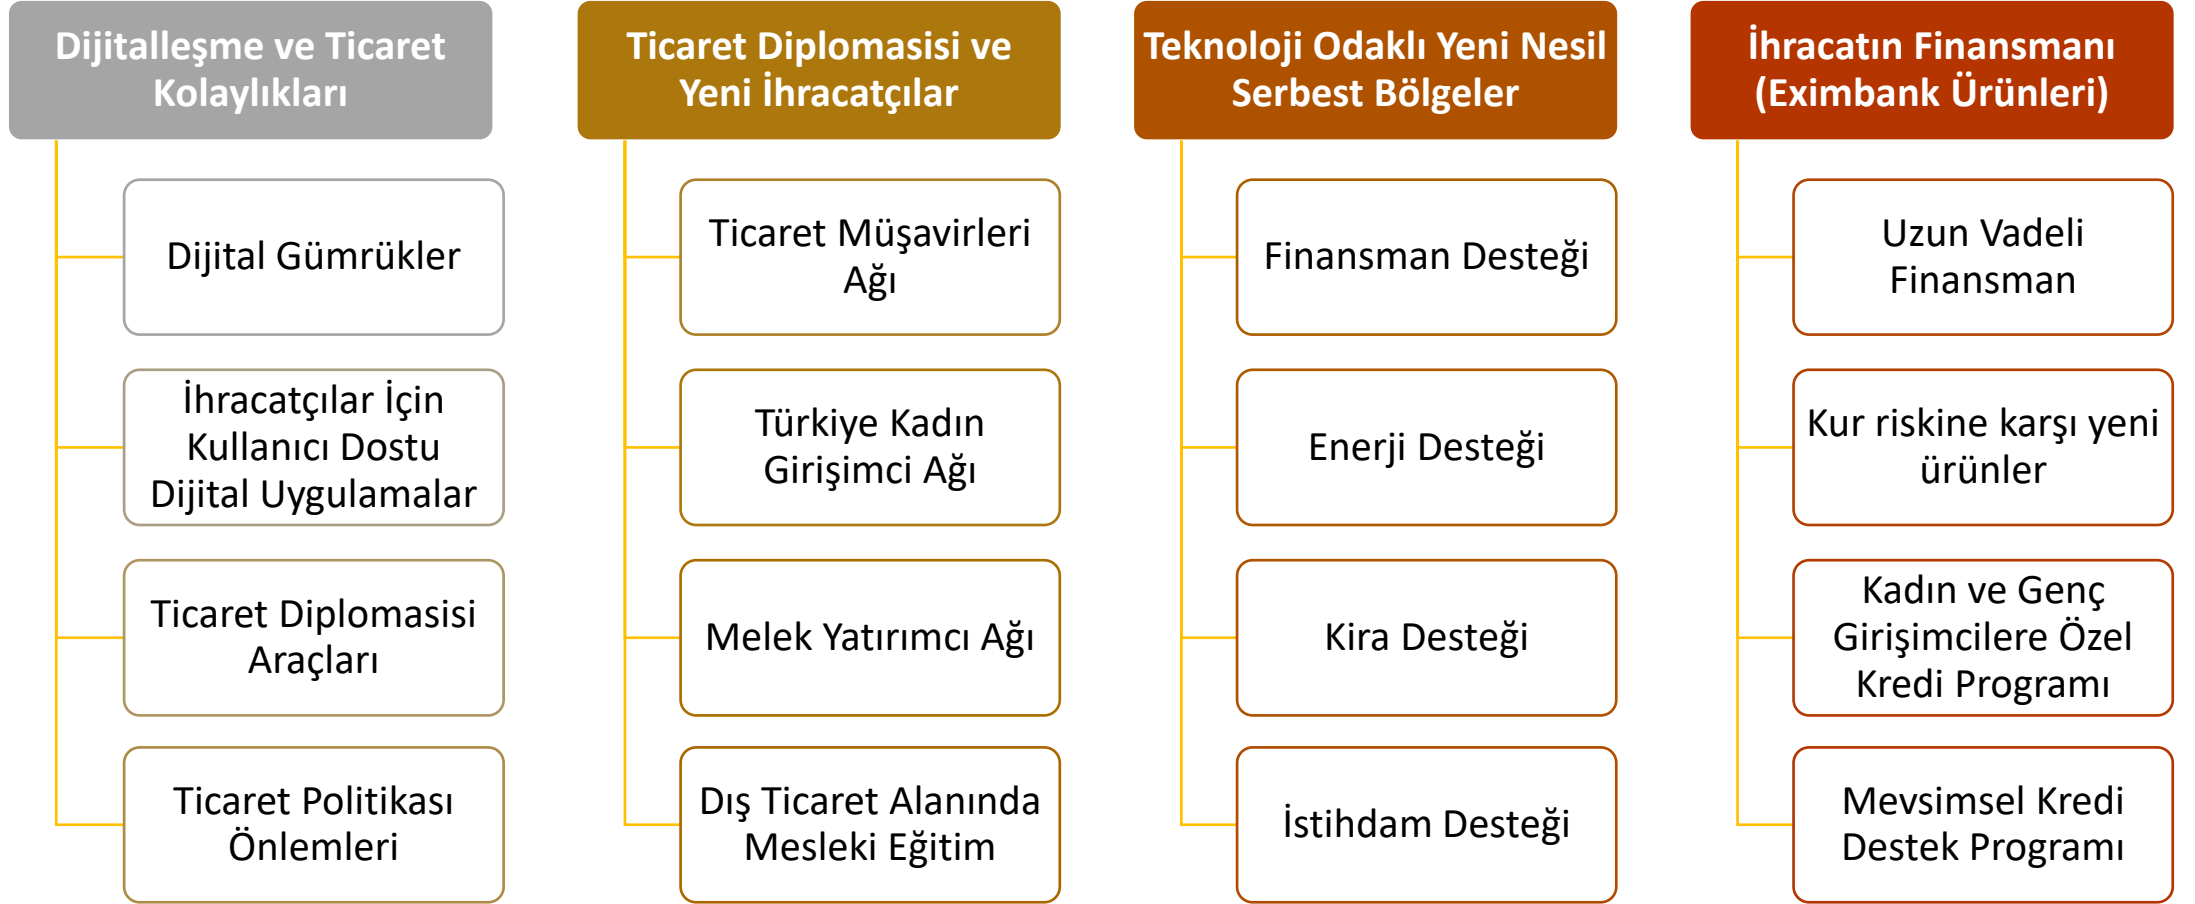 Dijitalleşme ve Ticaret
Kolaylıkları
Dijital Gümrükler
İhracatçılar İçin
Kullanıcı Dostu
Dijital Uygulamalar
Ticaret Diplomasisi
Araçları
Ticaret Politikası
Önlemleri
Ticaret Diplomasisi ve
Yeni İhracatçılar
Ticaret Müşavirleri
Ağı
Türkiye Kadın
Girişimci Ağı
Melek Yatırımcı Ağı
Dış Ticaret Alanında
Mesleki Eğitim
Teknoloji Odaklı Yeni Nesil
Serbest Bölgeler
Finansman Desteği
Enerji Desteği
Kira Desteği
İstihdam Desteği
İhracatın Finansmanı
(Eximbank Ürünleri)
Uzun Vadeli
Finansman
Kur riskine karşı yeni
ürünler
Kadın ve Genç
Girişimcilere Özel
Kredi Programı
Mevsimsel Kredi
Destek Programı